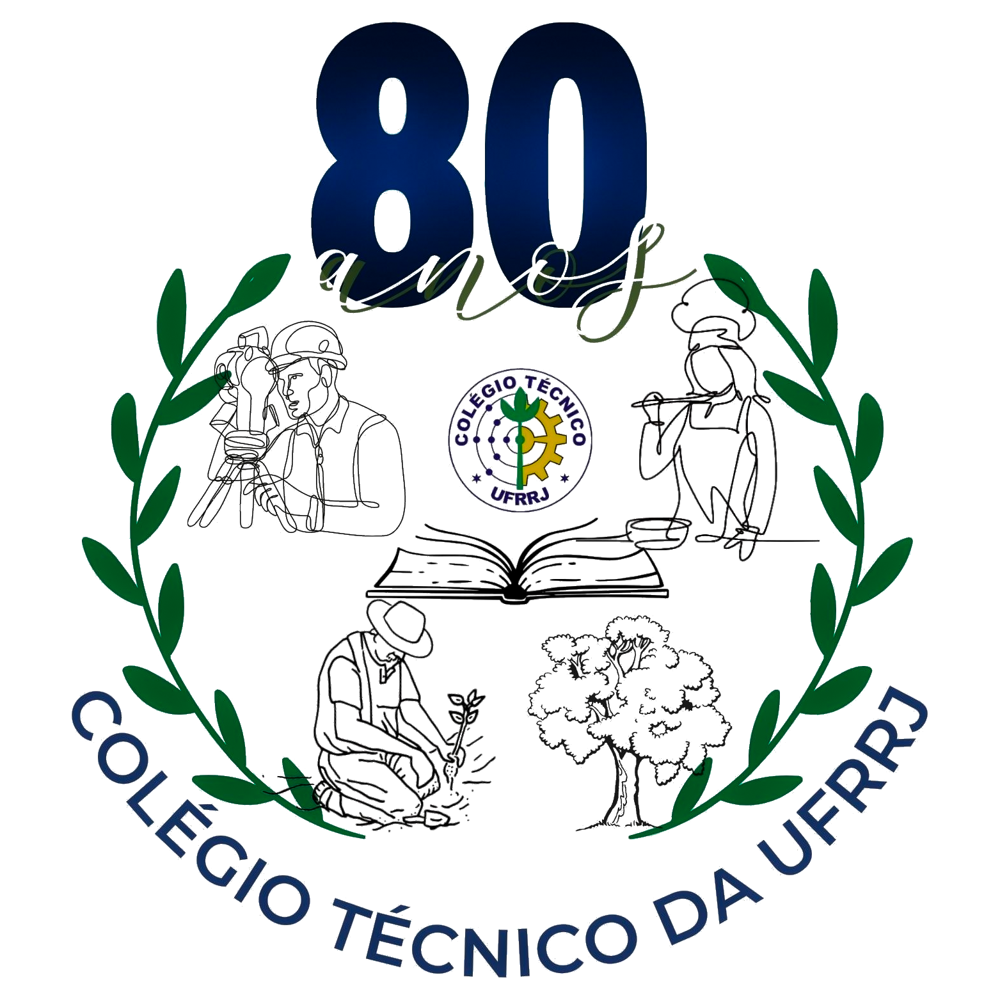 80
anos
COLÉGIO TÉCNICO
UFRRJ
COLÉGIO TÉCNICO DA UFRRJ